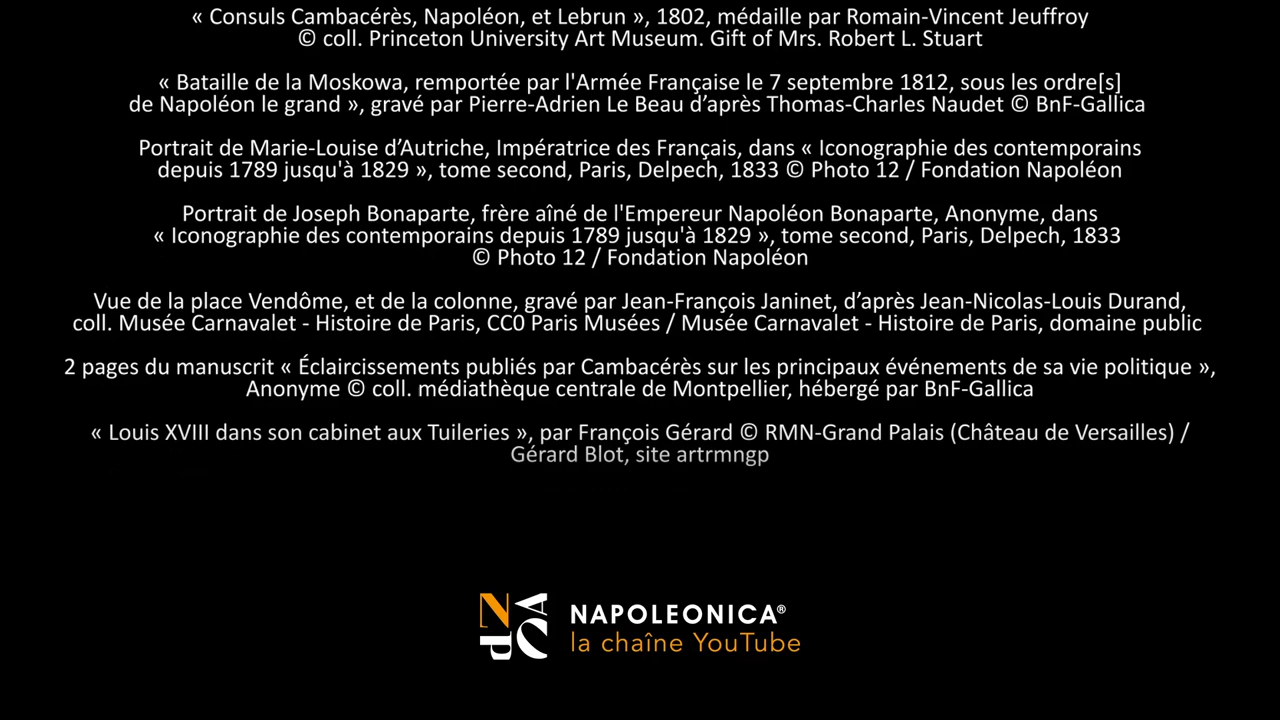 « Consuls Cambacérès, Napoléon, et Lebrun », 1802, médaille par Romain-Vincent Jeuffroy
© coll. Princeton University Art Museum. Gift of Mrs. Robert L. Stuart
« Bataille de la Moskowa, remportée par l'Armée Française le 7 septembre 1812, sous les ordre[s]
de Napoléon le grand », gravé par Pierre-Adrien Le Beau d’après Thomas-Charles Naudet © BnF-Gallica
Portrait de Marie-Louise d’Autriche, Impératrice des Français, dans « Iconographie des contemporains
depuis 1789 jusqu'à 1829 », tome second, Paris, Delpech, 1833 © Photo 12 / Fondation Napoléon
Portrait de Joseph Bonaparte, frère aîné de l'Empereur Napoléon Bonaparte, Anonyme, dans
« Iconographie des contemporains depuis 1789 jusqu'à 1829 », tome second, Paris, Delpech, 1833
© Photo 12 / Fondation Napoléon
Vue de la place Vendôme, et de la colonne, gravé par Jean-François Janinet, d’après Jean-Nicolas-Louis Durand,
coll. Musée Carnavalet - Histoire de Paris, CC0 Paris Musées / Musée Carnavalet - Histoire de Paris, domaine public
2 pages du manuscrit « Éclaircissements publiés par Cambacérès sur les principaux événements de sa vie politique »,
Anonyme © coll. médiathèque centrale de Montpellier, hébergé par BnF-Gallica
« Louis XVIII dans son cabinet aux Tuileries », par François Gérard © RMN-Grand Palais (Château de Versailles) /
Gérard Blot, site artrmngp
NAPOLEONICA®
la chaîne YouTube